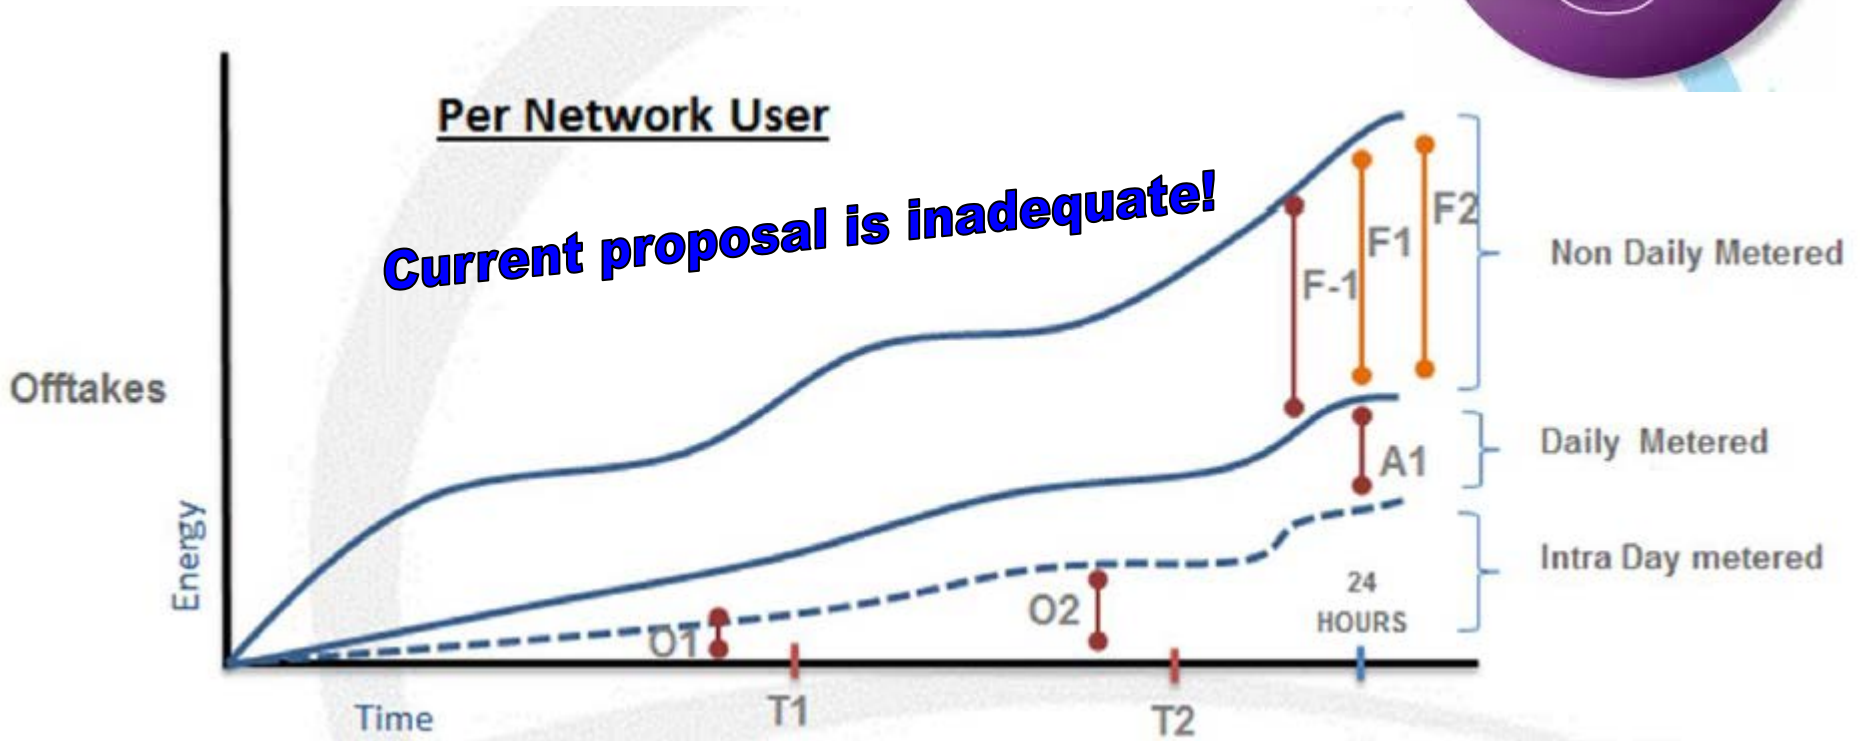 Per Network User
Current proposal is inadequate!
F2
F1
F-1
Non Daily Metered
Offtakes
Daily  Metered
A1
Energy
Intra Day metered
24
HOURS
O2
O1
Time
T1
T2